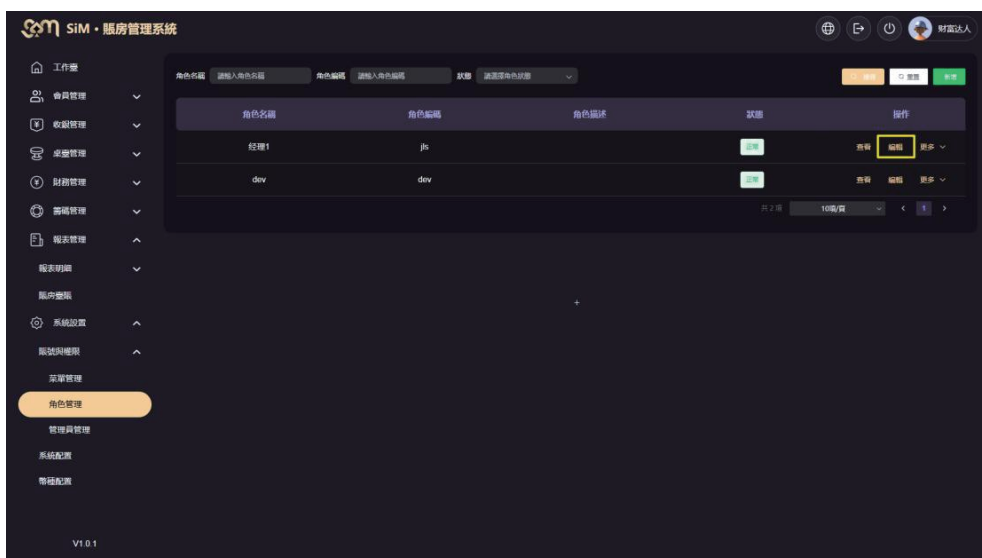 SiM · 賬房管理系統
财富达人
工作臺
會員管理
收銀管理
桌臺管理
財務管理
籌碼管理
報表管理
報表明細
賬房臺賬
系統設置
賬號與權限
菜單管理
角色管理
管理員管理
系統配置
幣種配置
V1.0.1
角色名稱 請輸入角色名稱 角色編碼 請輸入角色編碼 狀態 請選擇角色狀態
搜尋 重置 新增
角色名稱 角色編碼 角色描述 狀態 操作
经理1 jls 正常 查看 編輯 更多
dev dev 正常 查看 編輯 更多
共2項 10項/頁 1